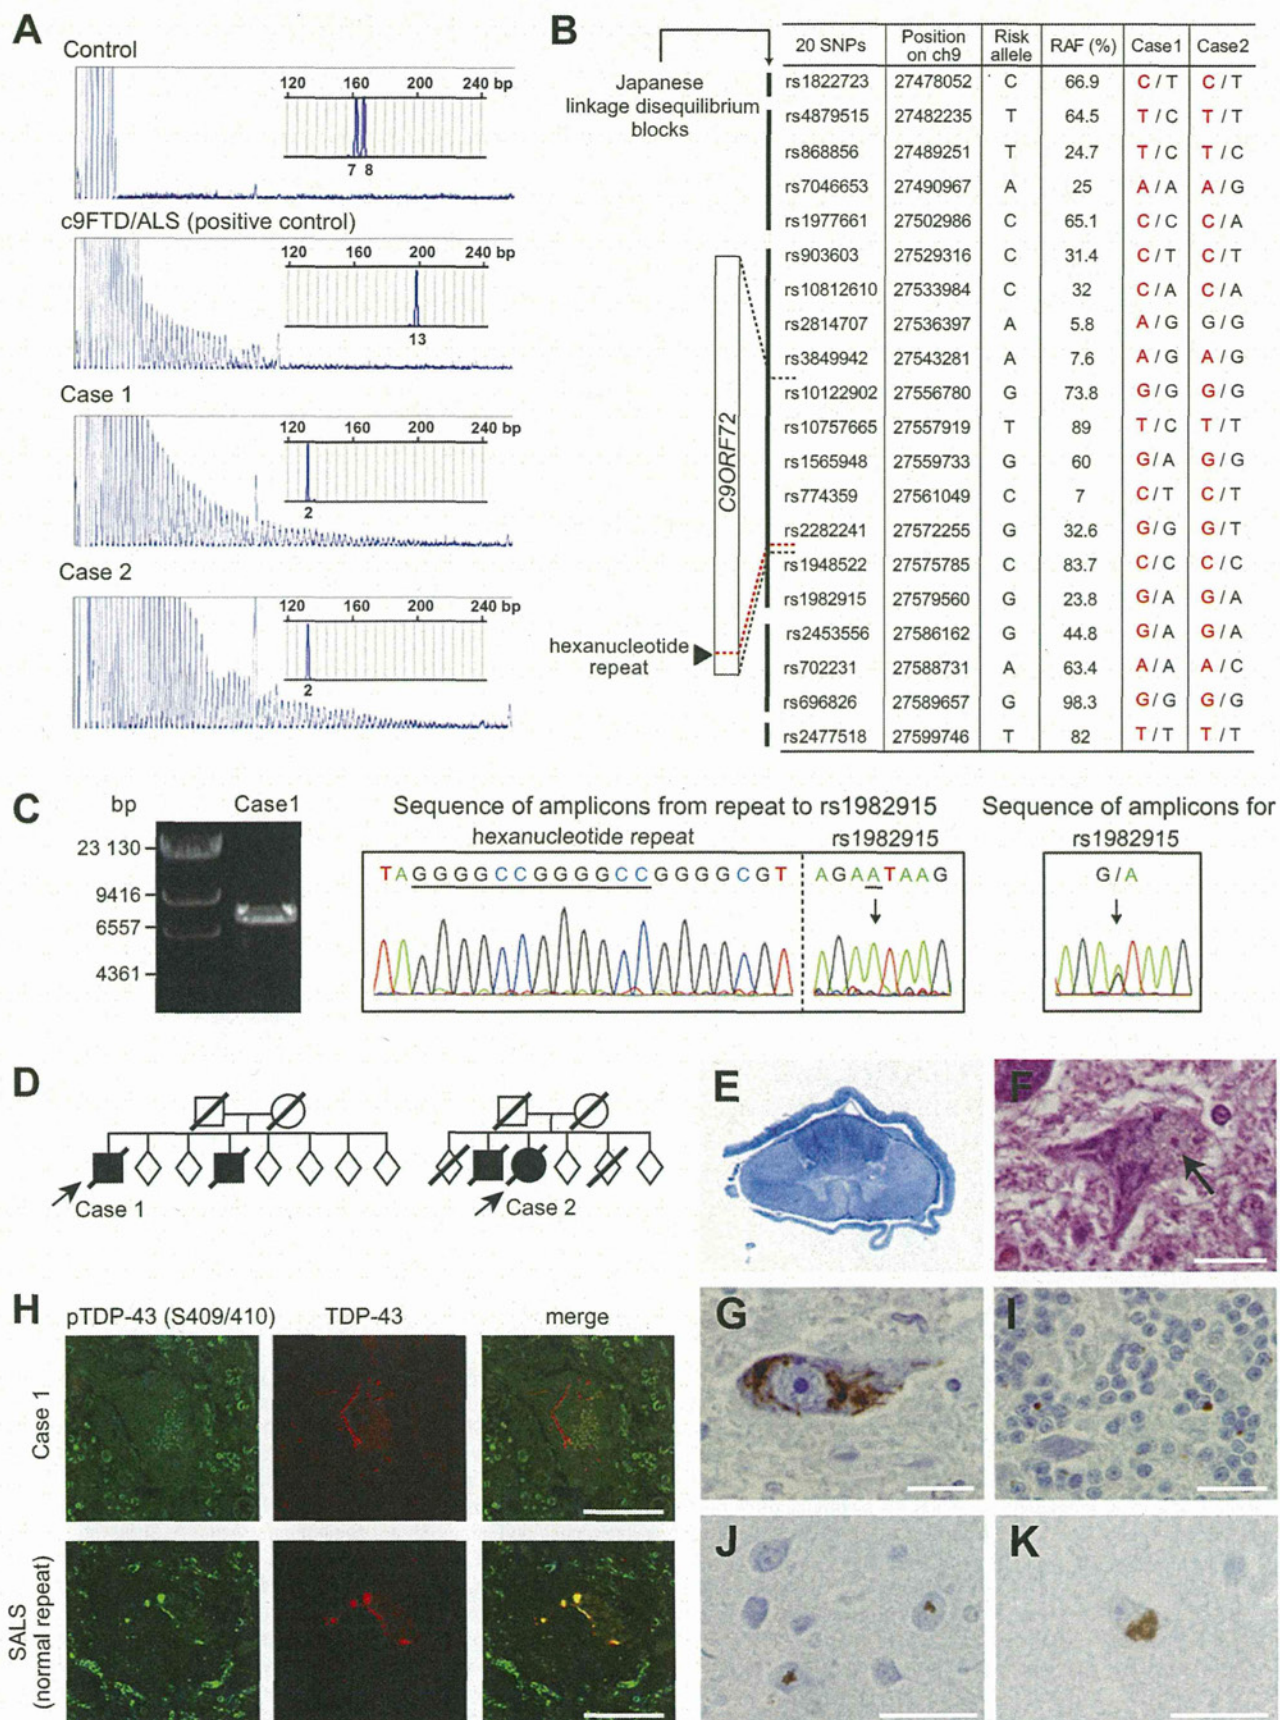 A
Control
120 160 200 240 bp
7 8
c9FTD/ALS (positive control)
120 160 200 240 bp
13
Case 1
120 160 200 240 bp
2
Case 2
120 160 200 240 bp
2
B
Japanese
linkage disequilibrium
blocks
C9ORF72
hexanucleotide
repeat
20 SNPs Position on ch9 Risk allele RAF (%) Case1 Case2
rs1822723 27478052 C 66.9 C / T C / T
rs4879515 27482235 T 64.5 T / C T / T
rs868856 27489251 T 24.7 T / C T / C
rs7046653 27490967 A 25 A / A A / G
rs1977661 27502986 C 65.1 C / C C / A
rs903603 27529316 C 31.4 C / T C / T
rs10812610 27533984 C 32 C / A C / A
rs2814707 27536397 A 5.8 A / G G / G
rs3849942 27543281 A 7.6 A / G A / G
rs10122902 27556780 G 73.8 G / G G / G
rs10757665 27557919 T 89 T / C T / T
rs1565948 27559733 G 60 G / A G / G
rs774359 27561049 C 7 C / T C / T
rs2282241 27572255 G 32.6 G / G G / T
rs1948522 27575785 C 83.7 C / C C / C
rs1982915 27579560 G 23.8 G / A G / A
rs2453556 27586162 G 44.8 G / A G / A
rs702231 27588731 A 63.4 A / A A / C
rs696826 27589657 G 98.3 G / G G / G
rs2477518 27599746 T 82 T / T T / T
C
bp Case1
23 130
9416
6557
4361
Sequence of amplicons from repeat to rs1982915
hexanucleotide repeat rs1982915
TAGGGGCCGGGGCCGGGGCGT AGAATAAG
Sequence of amplicons for
rs1982915
G/A
D
Case 1
Case 2
E
F
H
pTDP-43 (S409/410) TDP-43 merge
Case 1
SALS
(normal repeat)
G
I
J
K